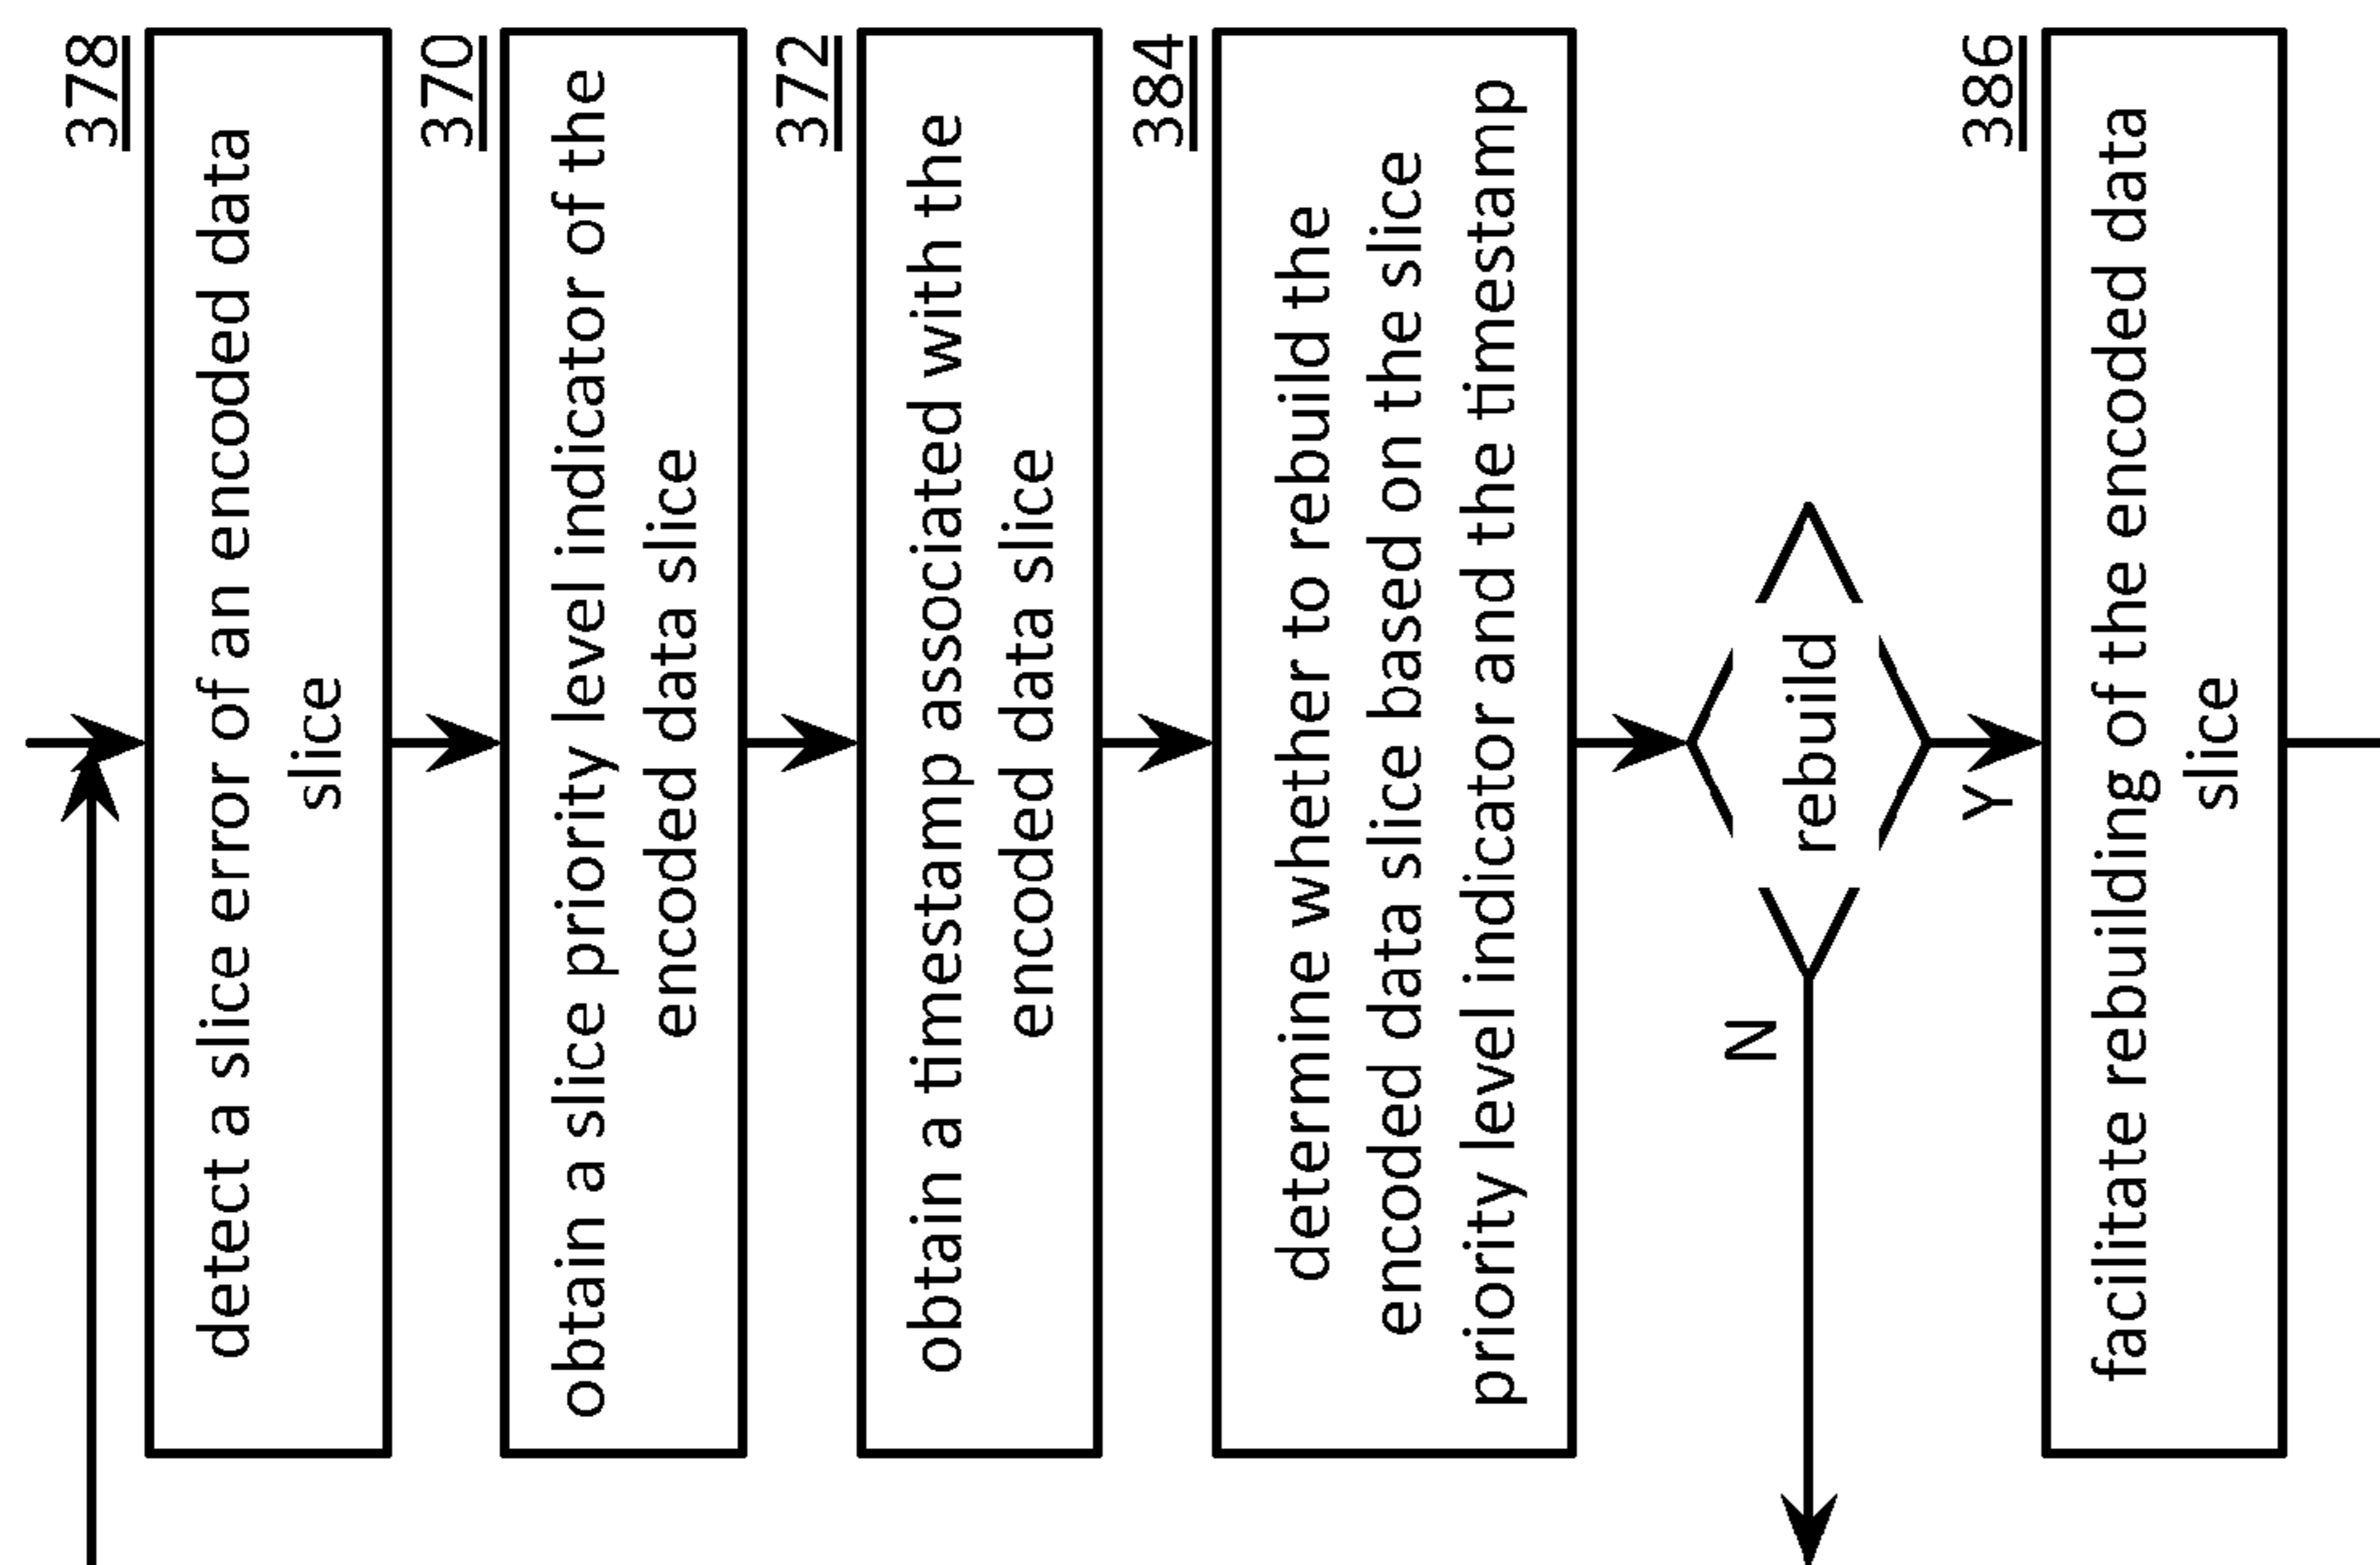 378
detect a slice error of an encoded data
slice
370
obtain a slice priority level indicator of the
encoded data slice
372
obtain a timestamp associated with the
encoded data slice
384
determine whether to rebuild the
encoded data slice based on the slice
priority level indicator and the timestamp
rebuild
N
Y
386
facilitate rebuilding of the encoded data
slice